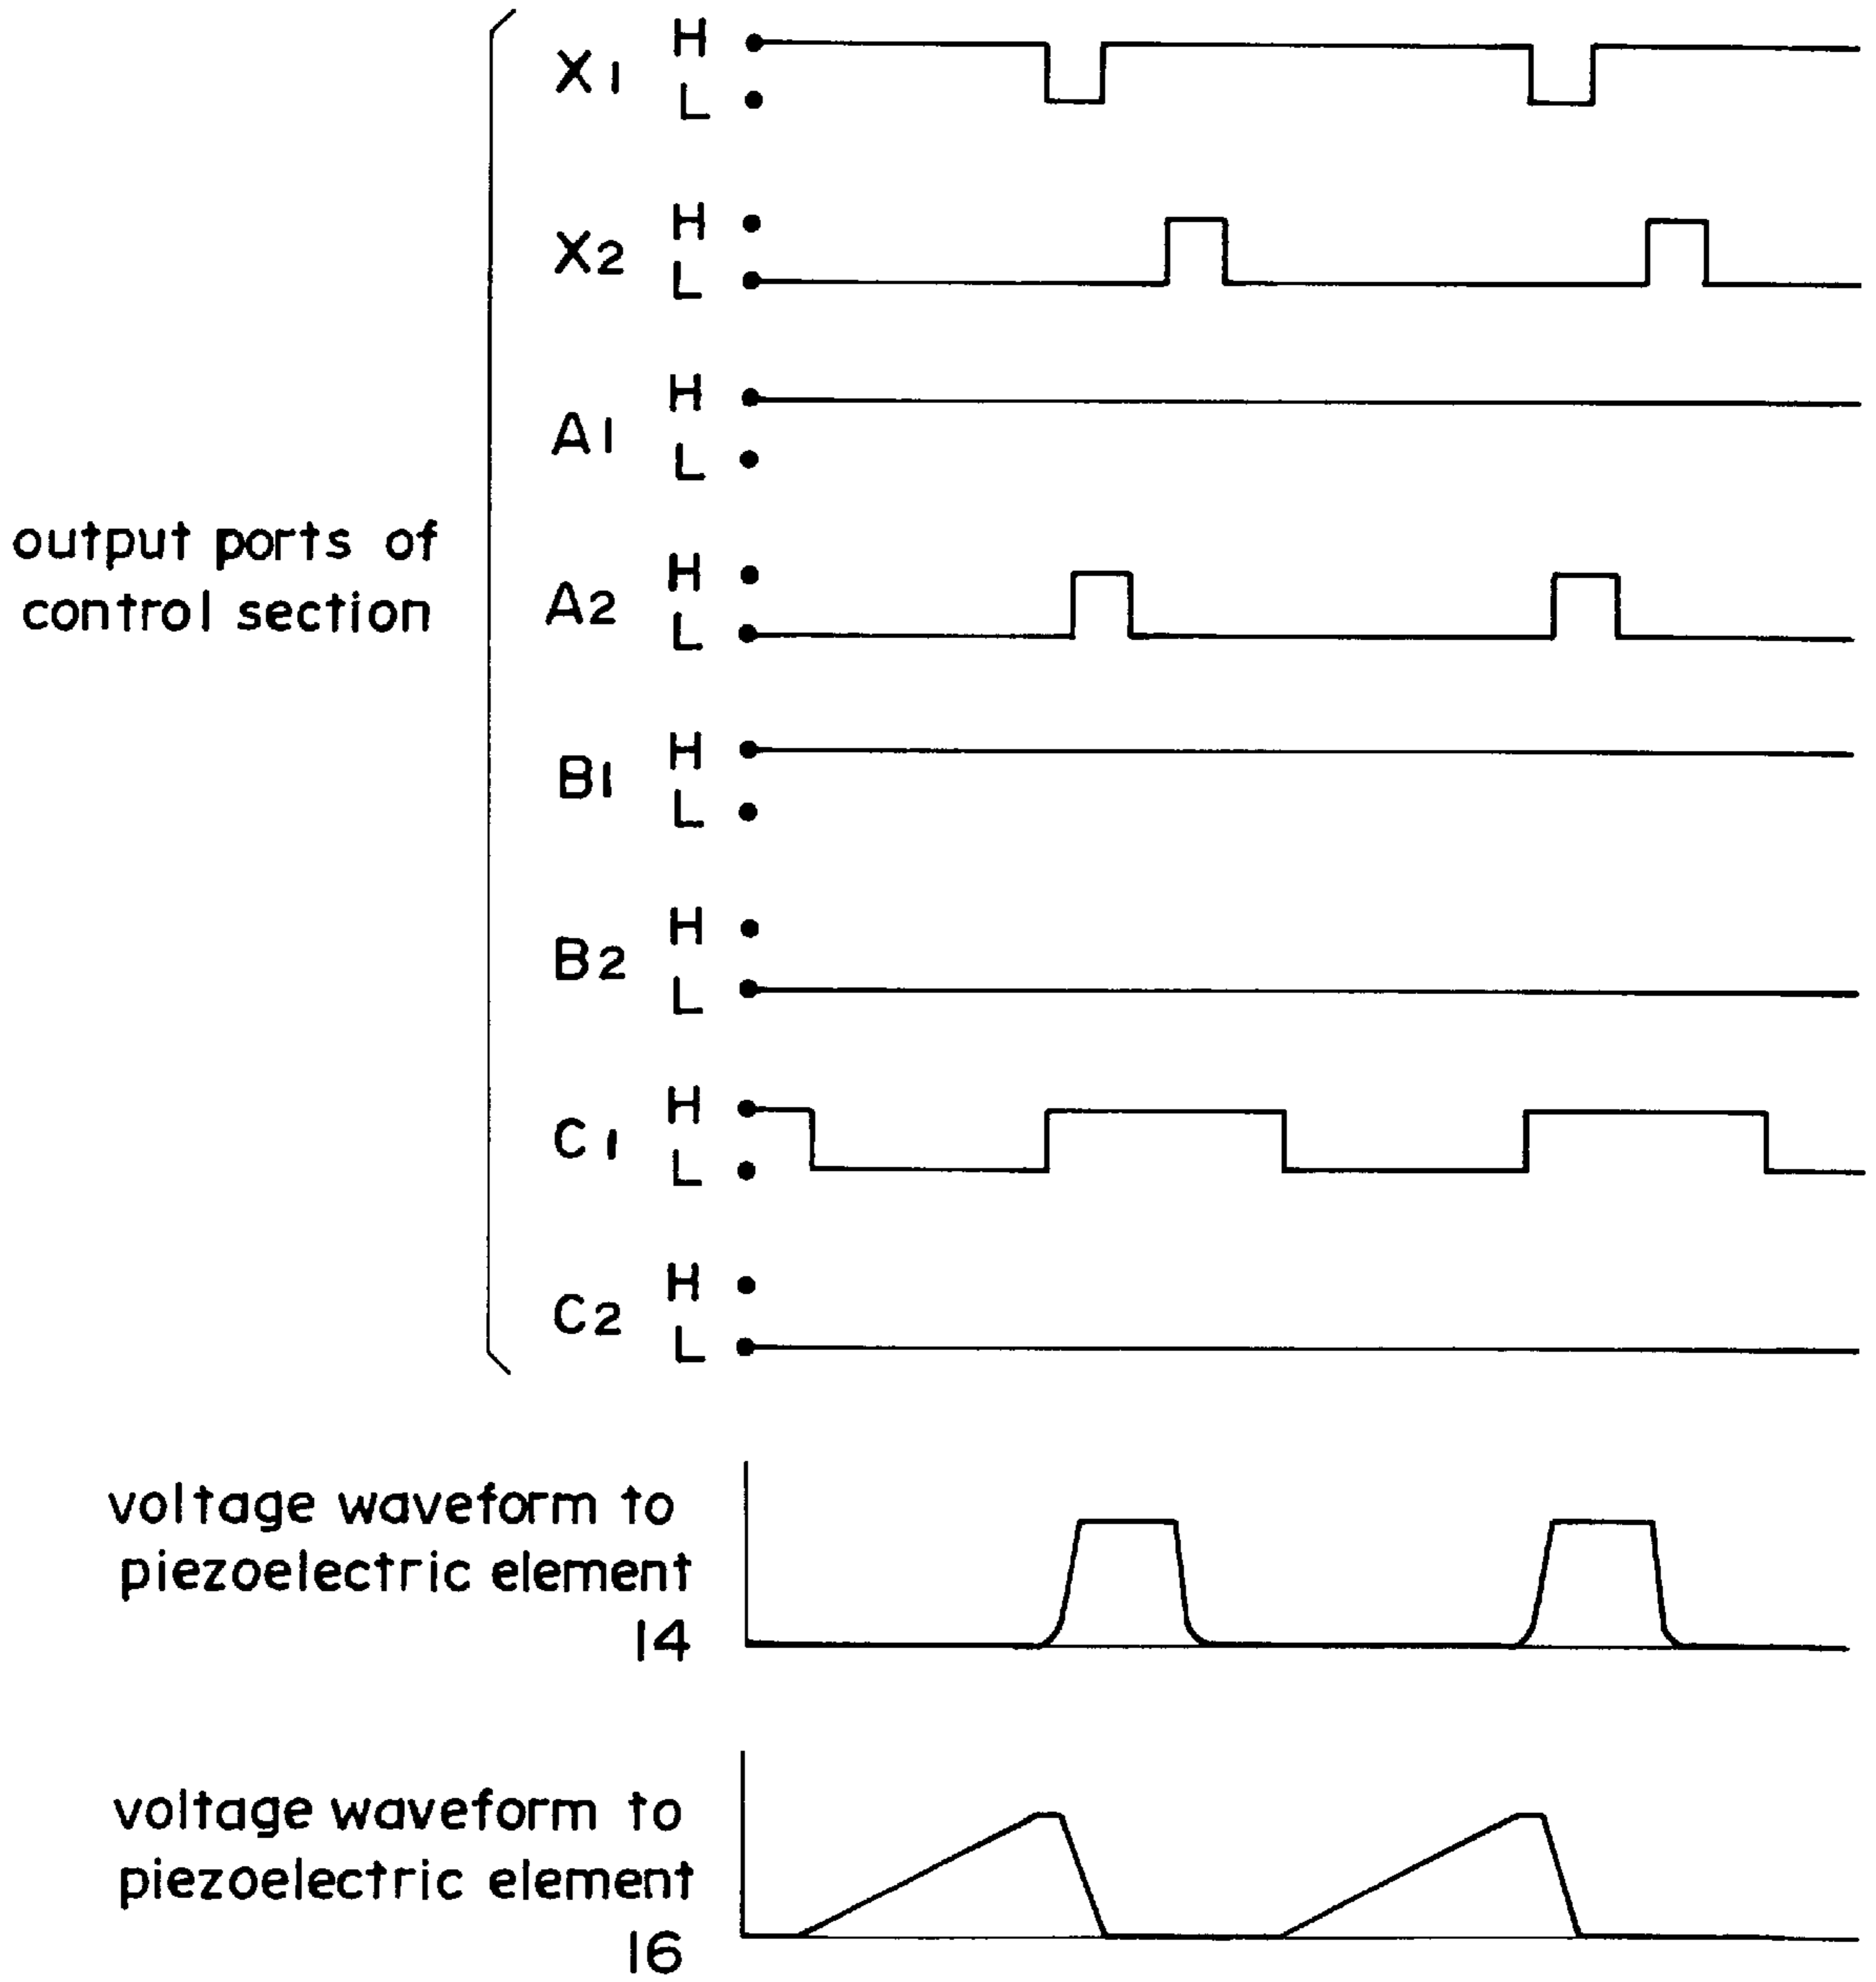 H
X1
L
H
X2
L
H
A1
L
output ports of
control section
H
A2
L
H
B1
L
H
B2
L
H
C1
L
H
C2
L
voltage waveform to
piezoelectric element
14
voltage waveform to
piezoelectric element
16